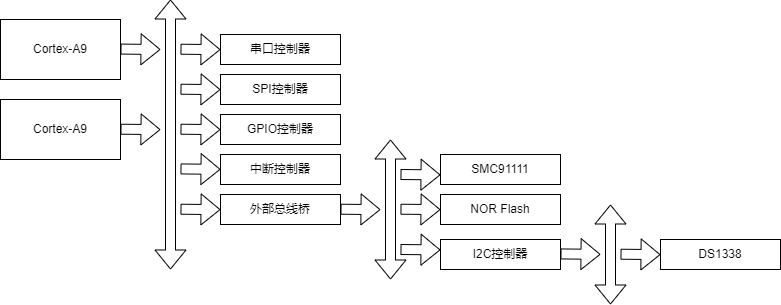 Cortex-A9
Cortex-A9
串口控制器
SPI控制器
GPIO控制器
中断控制器
外部总线桥
SMC91111
NOR Flash
I2C控制器
DS1338